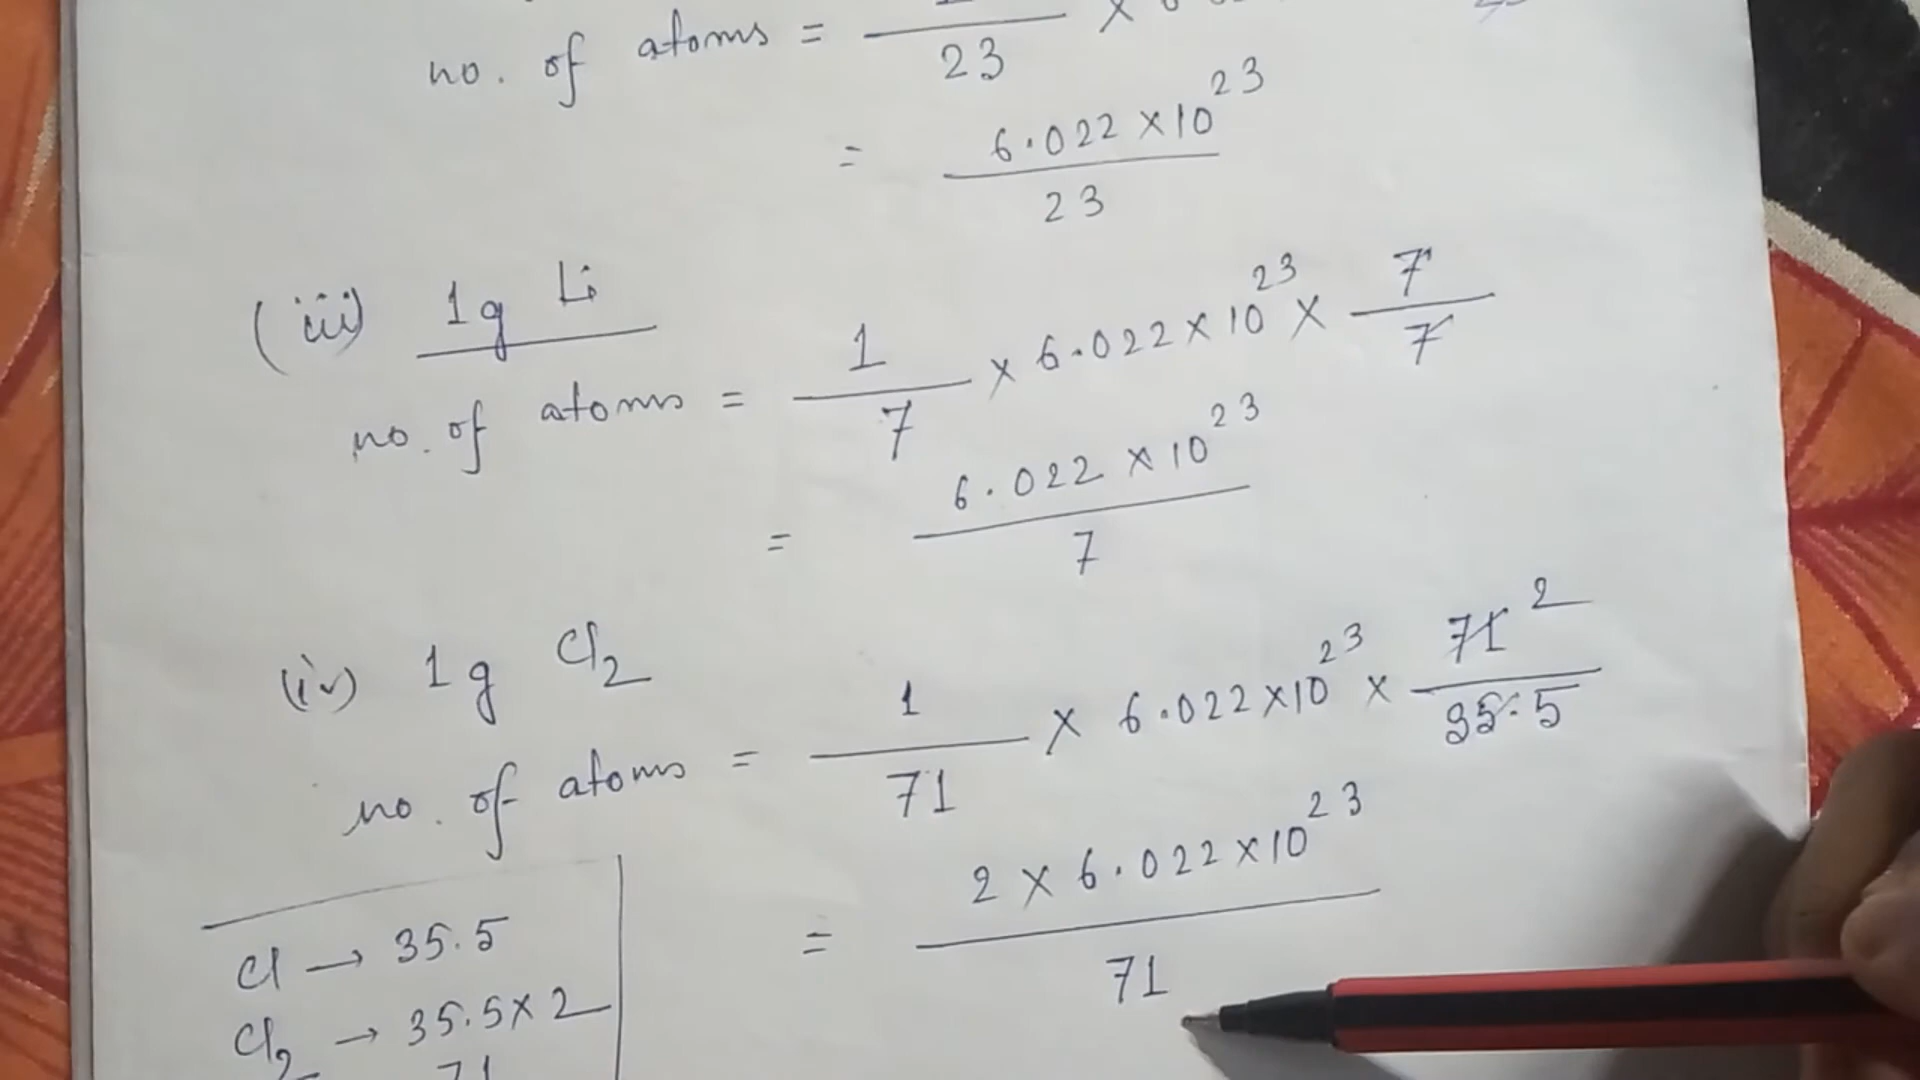 no. of atoms = ―/23 ×
= 6.022 × 10^23 / 23
(iii) 1g Li
no. of atoms = 1/7 × 6.022 × 10^23 × 7/7
= 6.022 × 10^23 / 7
(iv) 1g Cl2
no. of atoms = 1/71 × 6.022 × 10^23 × 71 2/35.5
= 2 × 6.022 × 10^23 / 71
Cl → 35.5
Cl2 → 35.5 × 2
71